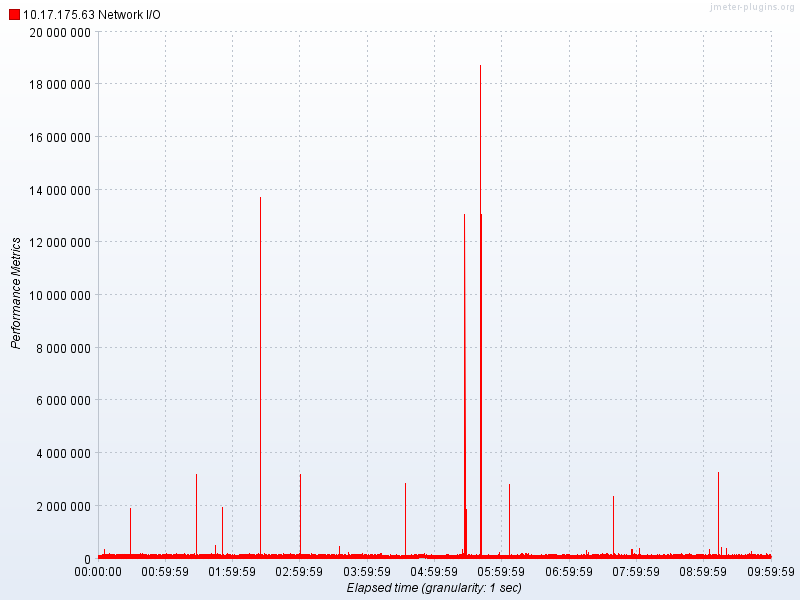 jmeter-plugins.org
10.17.175.63 Network I/O
20 000 000
18 000 000
16 000 000
14 000 000
12 000 000
10 000 000
8 000 000
6 000 000
4 000 000
2 000 000
0
Performance Metrics
00:00:00 00:59:59 01:59:59 02:59:59 03:59:59 04:59:59 05:59:59 06:59:59 07:59:59 08:59:59 09:59:59
Elapsed time (granularity: 1 sec)